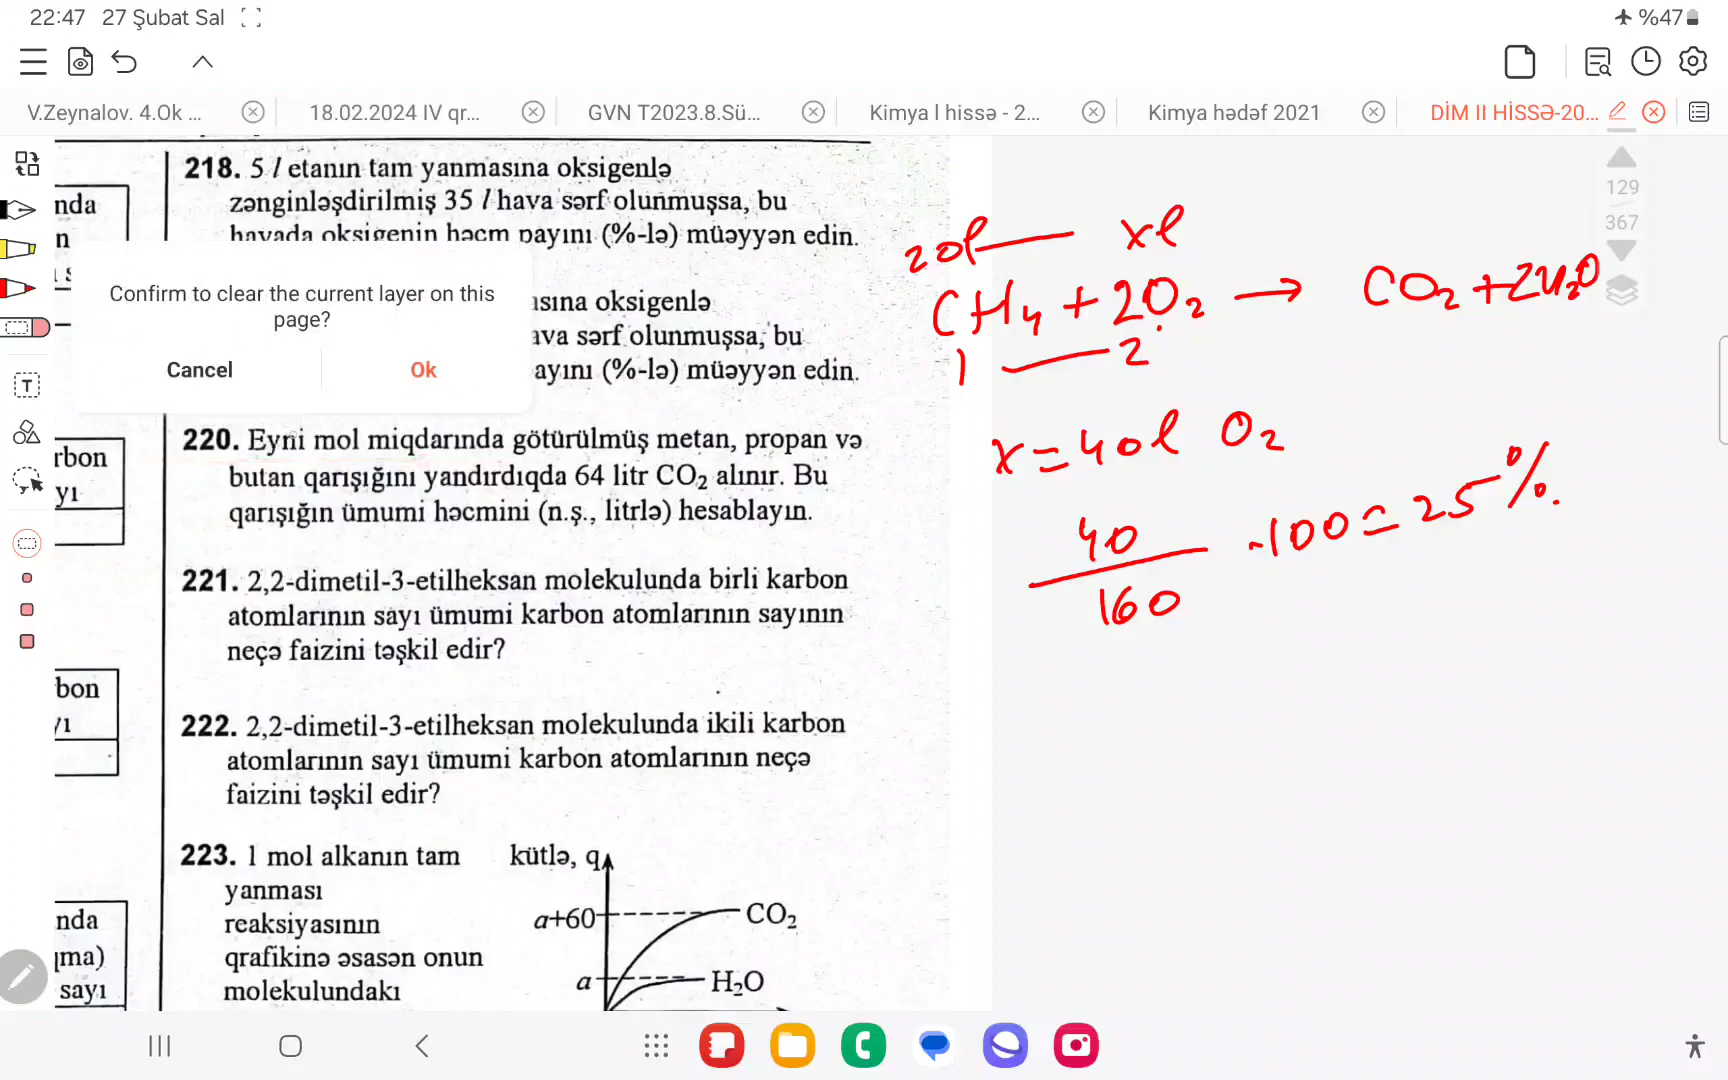 22:47 27 Şubat Sal
%47
V.Zeynalov. 4.Ok ...
18.02.2024 IV qr...
GVN T2023.8.Sü...
Kimya l hissə - 2...
Kimya hədəf 2021
DİM II HİSSƏ-20...
129
367
nda
n
ı s
rbon
yı
bon
/ı
nda
ma)
sayı
218. 5 l etanın tam yanmasına oksigenlə
zənginləşdirilmiş 35 l hava sərf olunmuşsa, bu
havada oksigenin həcm payını (%-lə) müəyyən edin.
Confirm to clear the current layer on this
page?
Cancel
Ok
asına oksigenlə
ava sərf olunmuşsa, bu
ayını (%-lə) müəyyən edin.
220. Eyni mol miqdarında götürülmüş metan, propan və
butan qarışığını yandırdıqda 64 litr CO₂ alınır. Bu
qarışığın ümumi həcmini (n.ş., litrlə) hesablayın.
221. 2,2-dimetil-3-etilheksan molekulunda birli karbon
atomlarının sayı ümumi karbon atomlarının sayının
neçə faizini təşkil edir?
222. 2,2-dimetil-3-etilheksan molekulunda ikili karbon
atomlarının sayı ümumi karbon atomlarının neçə
faizini təşkil edir?
223. 1 mol alkanın tam
yanması
reaksiyasının
qrafikinə əsasən onun
molekulundakı
kütlə, q
a+60
CO₂
a
H₂O
20l — xl
CH₄ + 2O₂ → CO₂ + 2H₂O
1 — 2
x = 40l O₂
40
160
·100 = 25%.
T